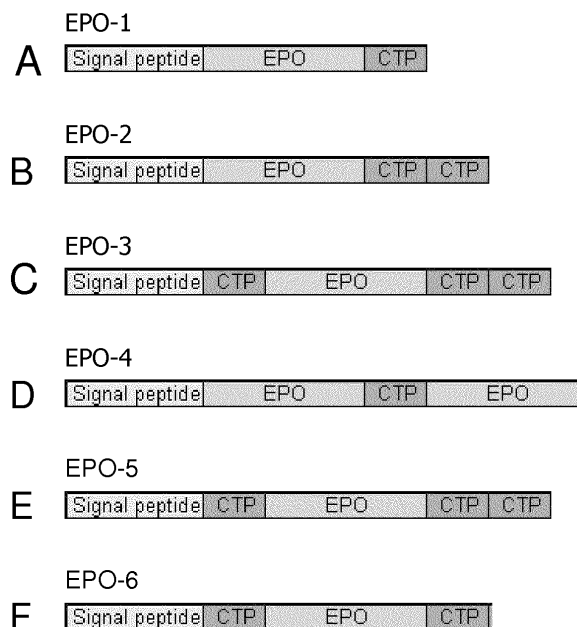 EPO-1
A Signal peptide EPO CTP
EPO-2
B Signal peptide EPO CTP CTP
EPO-3
C Signal peptide CTP EPO CTP CTP
EPO-4
D Signal peptide EPO CTP EPO
EPO-5
E Signal peptide CTP EPO CTP CTP
EPO-6
F Signal peptide CTP EPO CTP